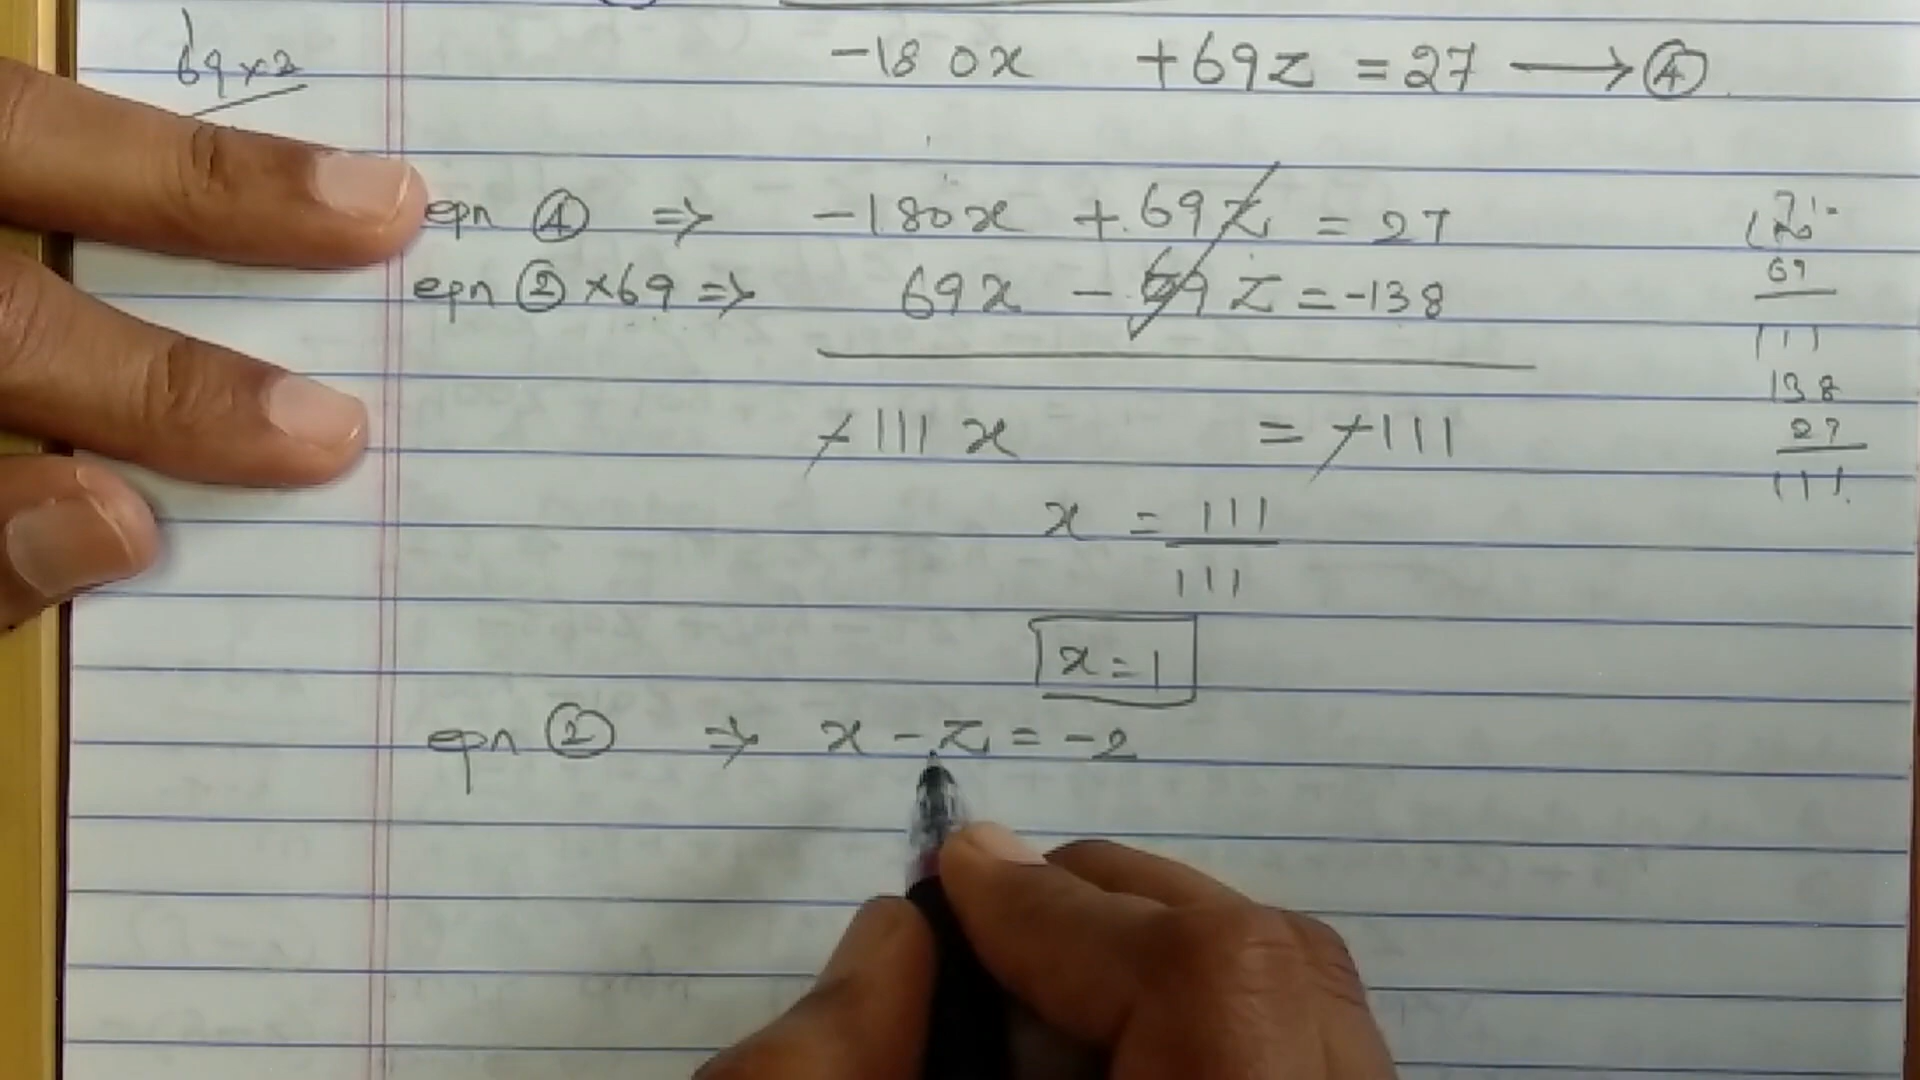 69×2
-180x +69z = 27 → ④
eqn ④ ⇒ -180x + 69z = 27
eqn ② ×69 ⇒ 69x - 69z = -138
-111x = -111
x = 111
111
x = 1
eqn ② ⇒ x - z = -2
69
111
138
27
111